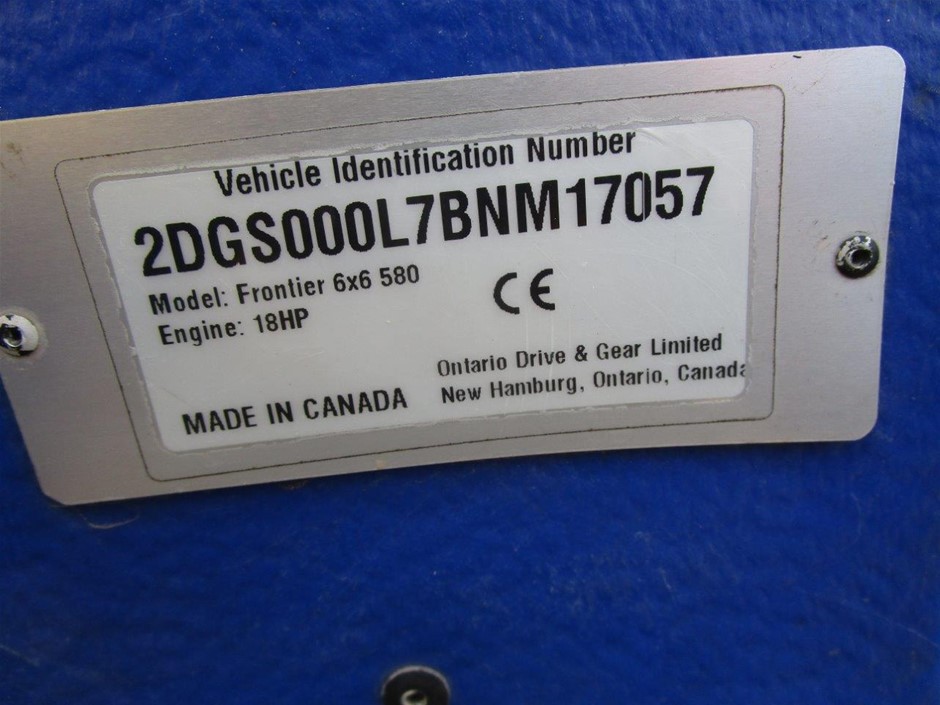 Vehicle Identification Number
2DGS000L7BNM17057
Model: Frontier 6x6 580
Engine: 18HP
CE
Ontario Drive & Gear Limited
New Hamburg, Ontario, Canada
MADE IN CANADA